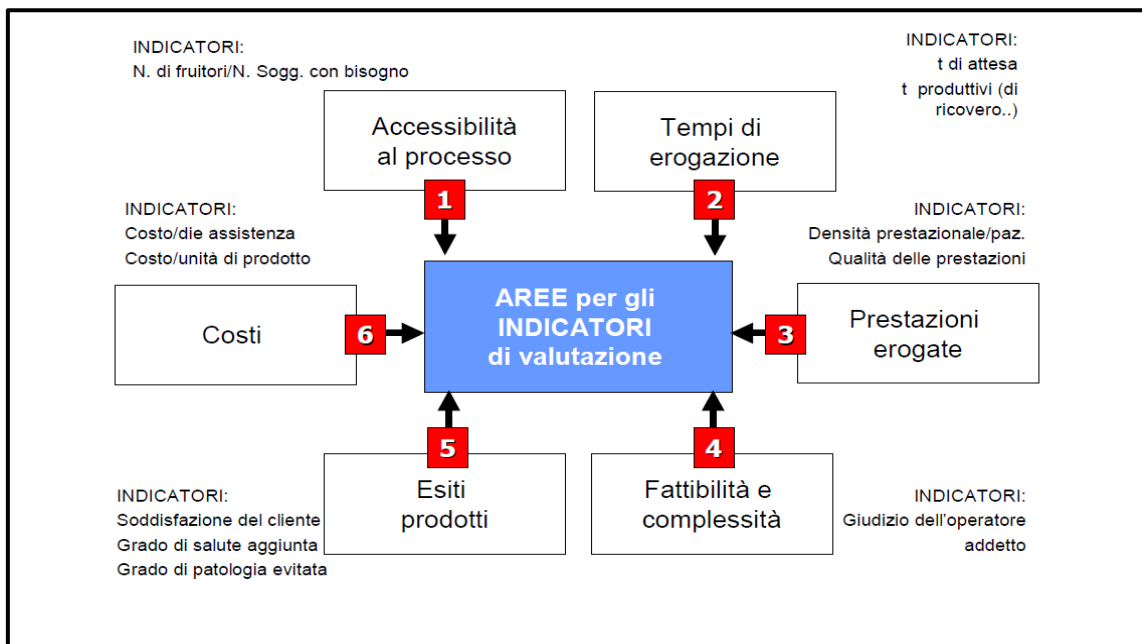 INDICATORI:
N. di fruitori/N. Sogg. con bisogno
INDICATORI:
t di attesa
t produttivi (di
ricovero..)
Accessibilità
al processo
1
Tempi di
erogazione
2
INDICATORI:
Costo/die assistenza
Costo/unità di prodotto
INDICATORI:
Densità prestazionale/paz.
Qualità delle prestazioni
Costi
6
AREE per gli
INDICATORI
di valutazione
3
Prestazioni
erogate
5
Esiti
prodotti
4
Fattibilità e
complessità
INDICATORI:
Soddisfazione del cliente
Grado di salute aggiunta
Grado di patologia evitata
INDICATORI:
Giudizio dell'operatore
addetto